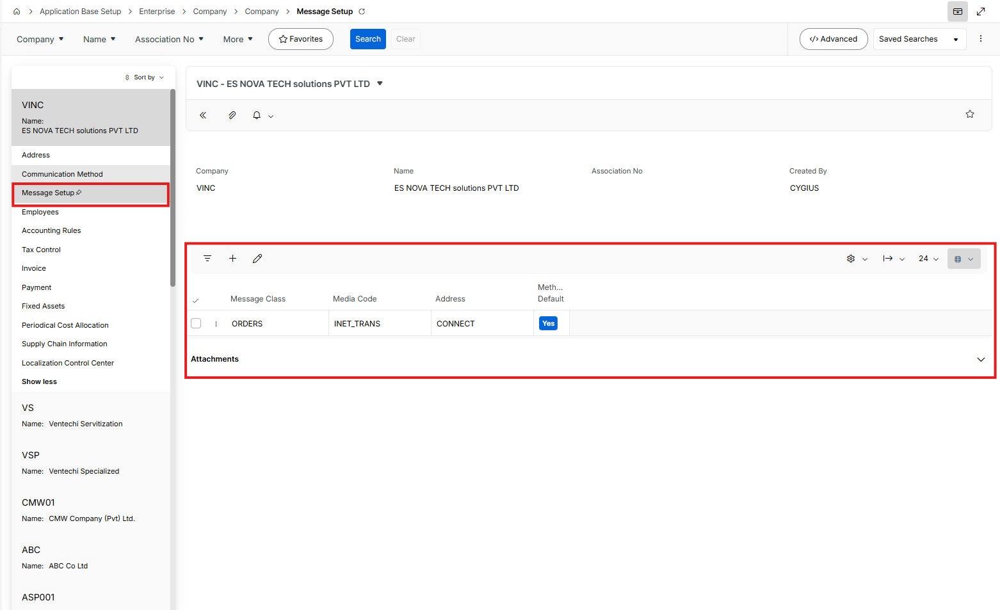 Application Base Setup > Enterprise > Company > Company > Message Setup
Company Name Association No More Favorites Search Clear </> Advanced Saved Searches
Sort by
VINC
Name:
ES NOVA TECH solutions PVT LTD
Address
Communication Method
Message Setup
Employees
Accounting Rules
Tax Control
Invoice
Payment
Fixed Assets
Periodical Cost Allocation
Supply Chain Information
Localization Control Center
Show less
VS
Name: Ventechi Servitization
VSP
Name: Ventechi Specialized
CMW01
Name: CMW Company (Pvt) Ltd.
ABC
Name: ABC Co Ltd
ASP001
VINC - ES NOVA TECH solutions PVT LTD
Company Name Association No Created By
VINC ES NOVA TECH solutions PVT LTD CYGIUS
24
Meth...
Message Class Media Code Address Default
ORDERS INET_TRANS CONNECT Yes
Attachments